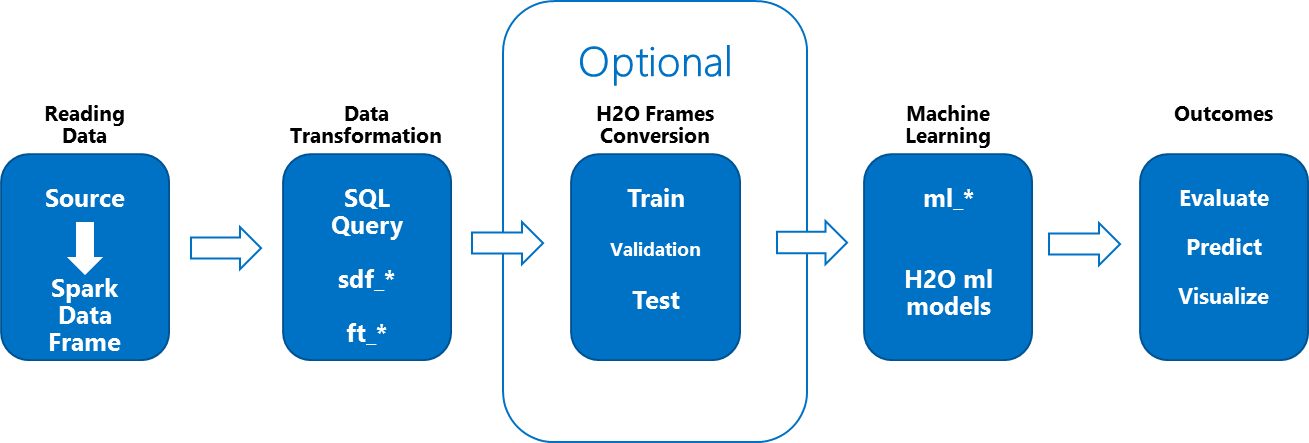 Optional
Reading
Data
Source
Spark
Data
Frame
Data
Transformation
SQL
Query
sdf_*
ft_*
H2O Frames
Conversion
Train
Validation
Test
Machine
Learning
ml_*
H2O ml
models
Outcomes
Evaluate
Predict
Visualize